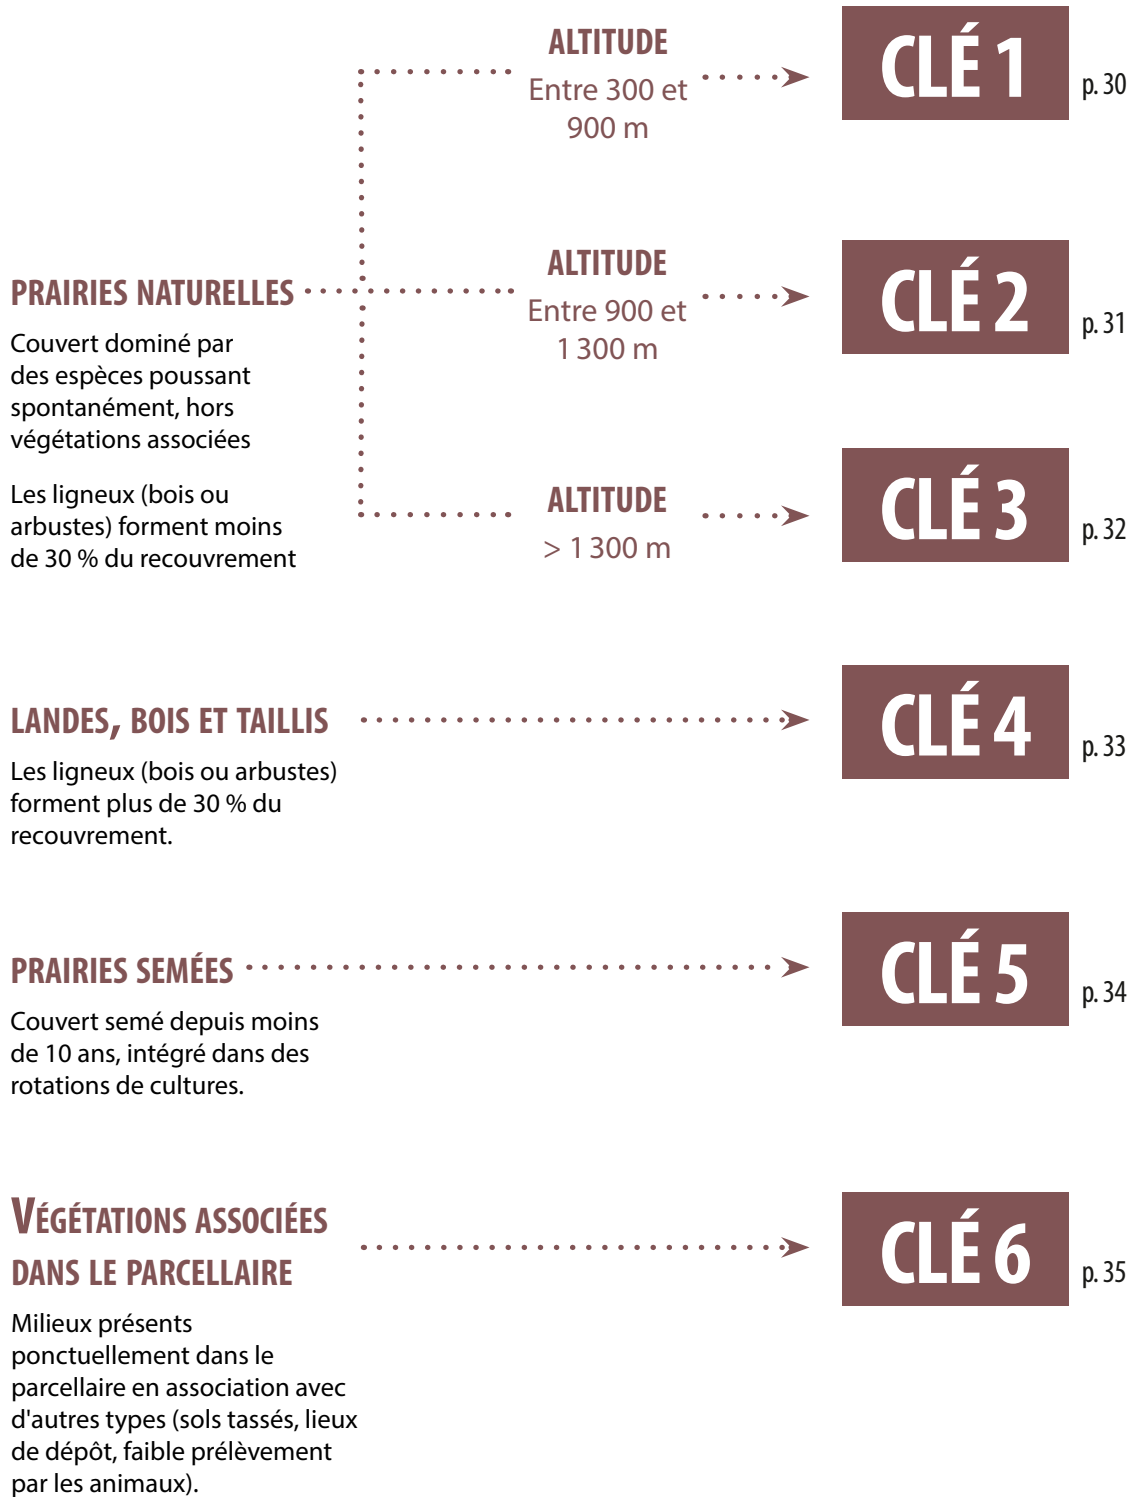 ALTITUDE
Entre 300 et
900 m
CLÉ 1
p. 30
PRAIRIES NATURELLES
Couvert dominé par
des espèces poussant
spontanément, hors
végétations associées
Les ligneux (bois ou
arbustes) forment moins
de 30 % du recouvrement
ALTITUDE
Entre 900 et
1 300 m
CLÉ 2
p. 31
ALTITUDE
> 1 300 m
CLÉ 3
p. 32
LANDES, BOIS ET TAILLIS
Les ligneux (bois ou arbustes)
forment plus de 30 % du
recouvrement.
CLÉ 4
p. 33
PRAIRIES SEMÉES
Couvert semé depuis moins
de 10 ans, intégré dans des
rotations de cultures.
CLÉ 5
p. 34
VÉGÉTATIONS ASSOCIÉES
DANS LE PARCELLAIRE
Milieux présents
ponctuellement dans le
parcellaire en association avec
d'autres types (sols tassés, lieux
de dépôt, faible prélèvement
par les animaux).
CLÉ 6
p. 35